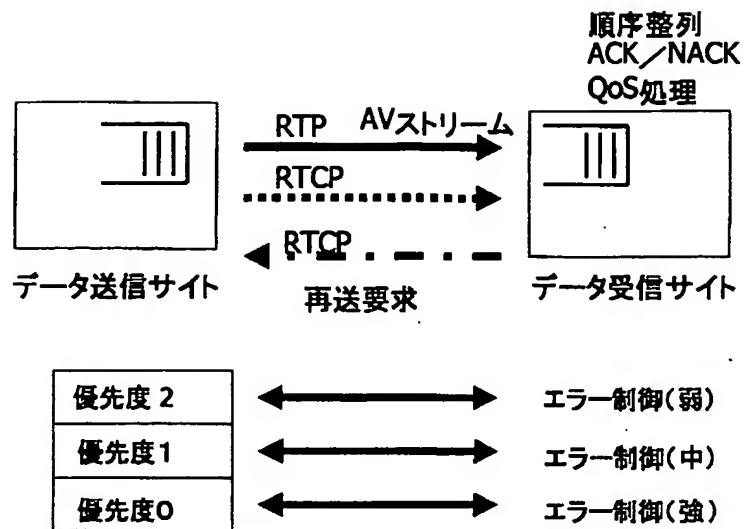 順序整列
ACK／NACK
QoS処理
RTP AVストリーム
RTCP
RTCP
データ送信サイト
再送要求
データ受信サイト
優先度 2 エラー制御(弱)
優先度1 エラー制御(中)
優先度0 エラー制御(強)